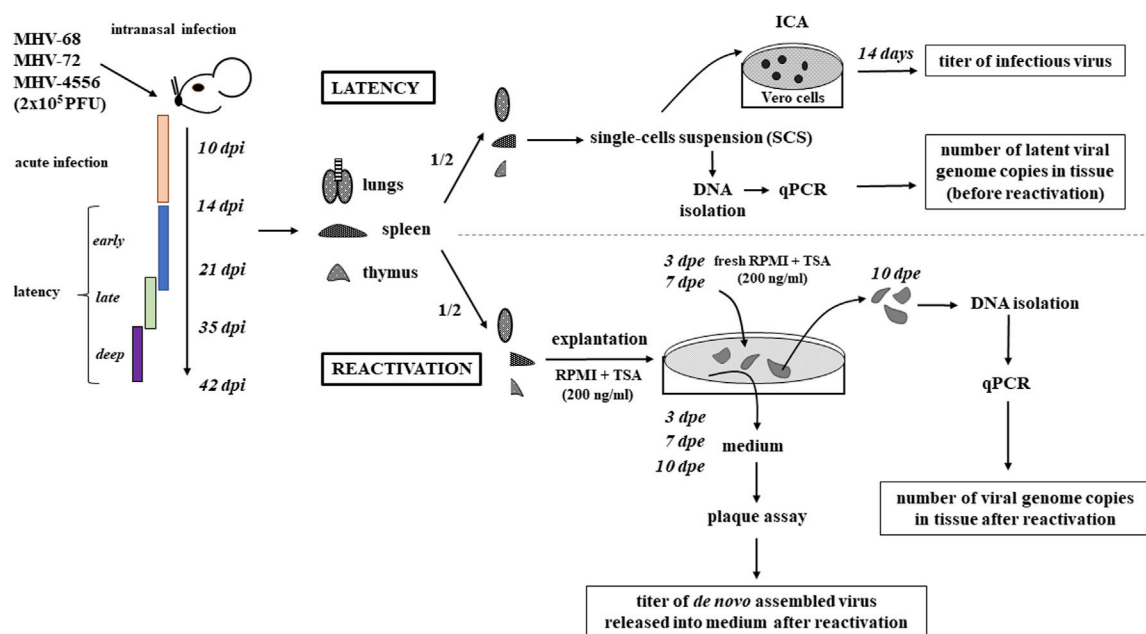 MHV-68
MHV-72
MHV-4556
(2x10⁵ PFU)
intranasal infection
acute infection
10 dpi
14 dpi
early
21 dpi
latency
late
35 dpi
deep
42 dpi
LATENCY
lungs
spleen
thymus
1/2
1/2
REACTIVATION
single-cells suspension (SCS)
ICA
Vero cells
14 days
titer of infectious virus
DNA
isolation
qPCR
number of latent viral
genome copies in tissue
(before reactivation)
explantation
RPMI + TSA
(200 ng/ml)
3 dpe
7 dpe
fresh RPMI + TSA
(200 ng/ml)
10 dpe
DNA isolation
qPCR
number of viral genome copies
in tissue after reactivation
3 dpe
7 dpe
10 dpe
medium
plaque assay
titer of de novo assembled virus
released into medium after reactivation